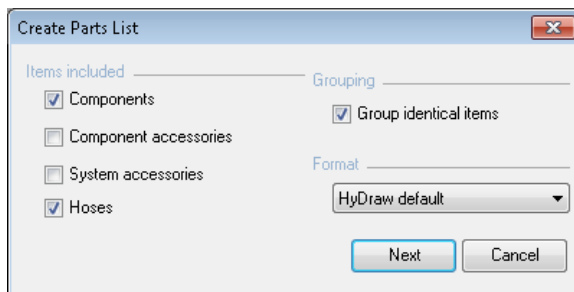 Create Parts List
Items included
Components
Component accessories
System accessories
Hoses
Grouping
Group identical items
Format
HyDraw default
Next
Cancel